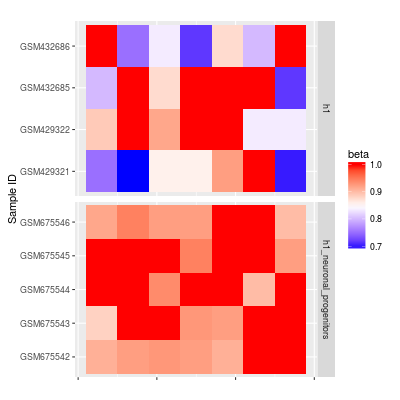 GSM432686
GSM432685
GSM429322
GSM429321
h1
GSM675546
GSM675545
GSM675544
GSM675543
GSM675542
h1_neuronal_progenitors
Sample ID
beta
1.0
0.9
0.8
0.7